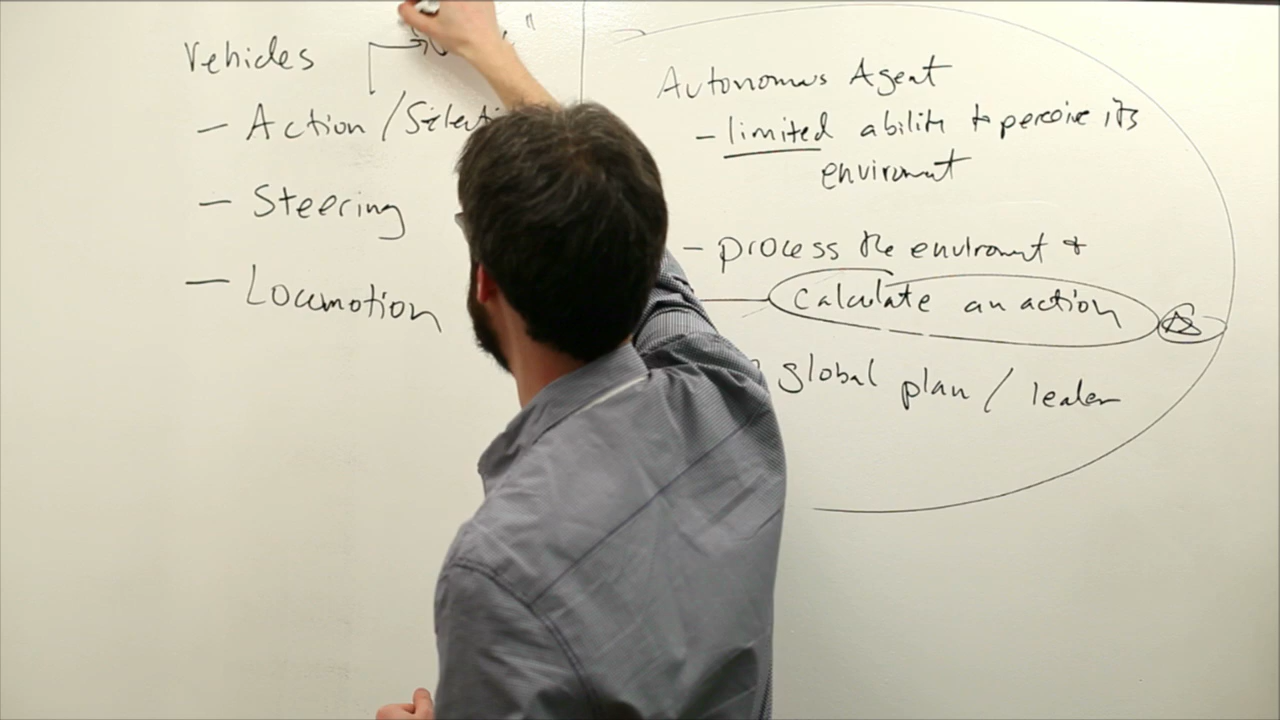 Vehicles
- Action / Selecti
- Steering
- Locomotion
Autonomous Agent
- limited ability to perceive its
environment
- process the environment &
calculate an action
global plan / leader